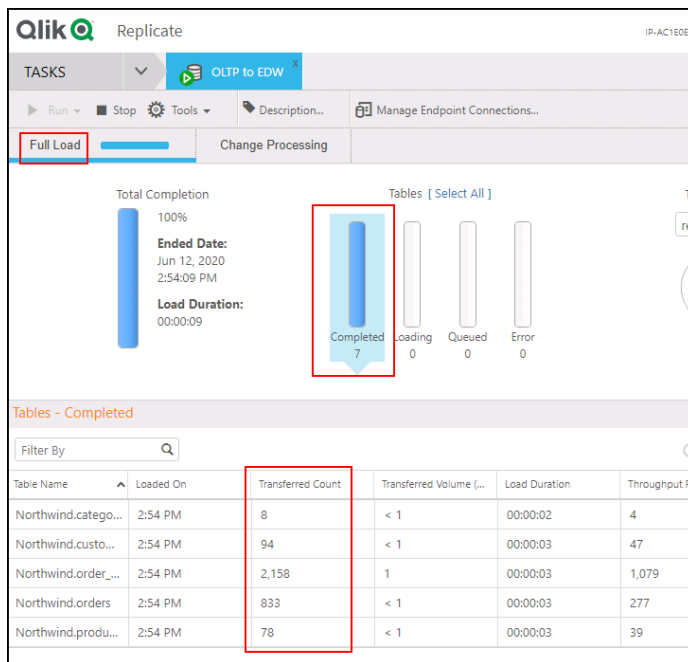 Qlik Replicate IP-AC1E0E
TASKS OLTP to EDW x
Run Stop Tools Description... Manage Endpoint Connections...
Full Load Change Processing
Total Completion Tables [ Select All ]
100%
Ended Date:
Jun 12, 2020
2:54:09 PM
Load Duration:
00:00:09
Completed Loading Queued Error
7 0 0 0
Tables - Completed
Filter By
Table Name Loaded On Transferred Count Transferred Volume (... Load Duration Throughput
Northwind.catego... 2:54 PM 8 < 1 00:00:02 4
Northwind.custo... 2:54 PM 94 < 1 00:00:03 47
Northwind.order_... 2:54 PM 2,158 1 00:00:03 1,079
Northwind.orders 2:54 PM 833 < 1 00:00:03 277
Northwind.produ... 2:54 PM 78 < 1 00:00:03 39